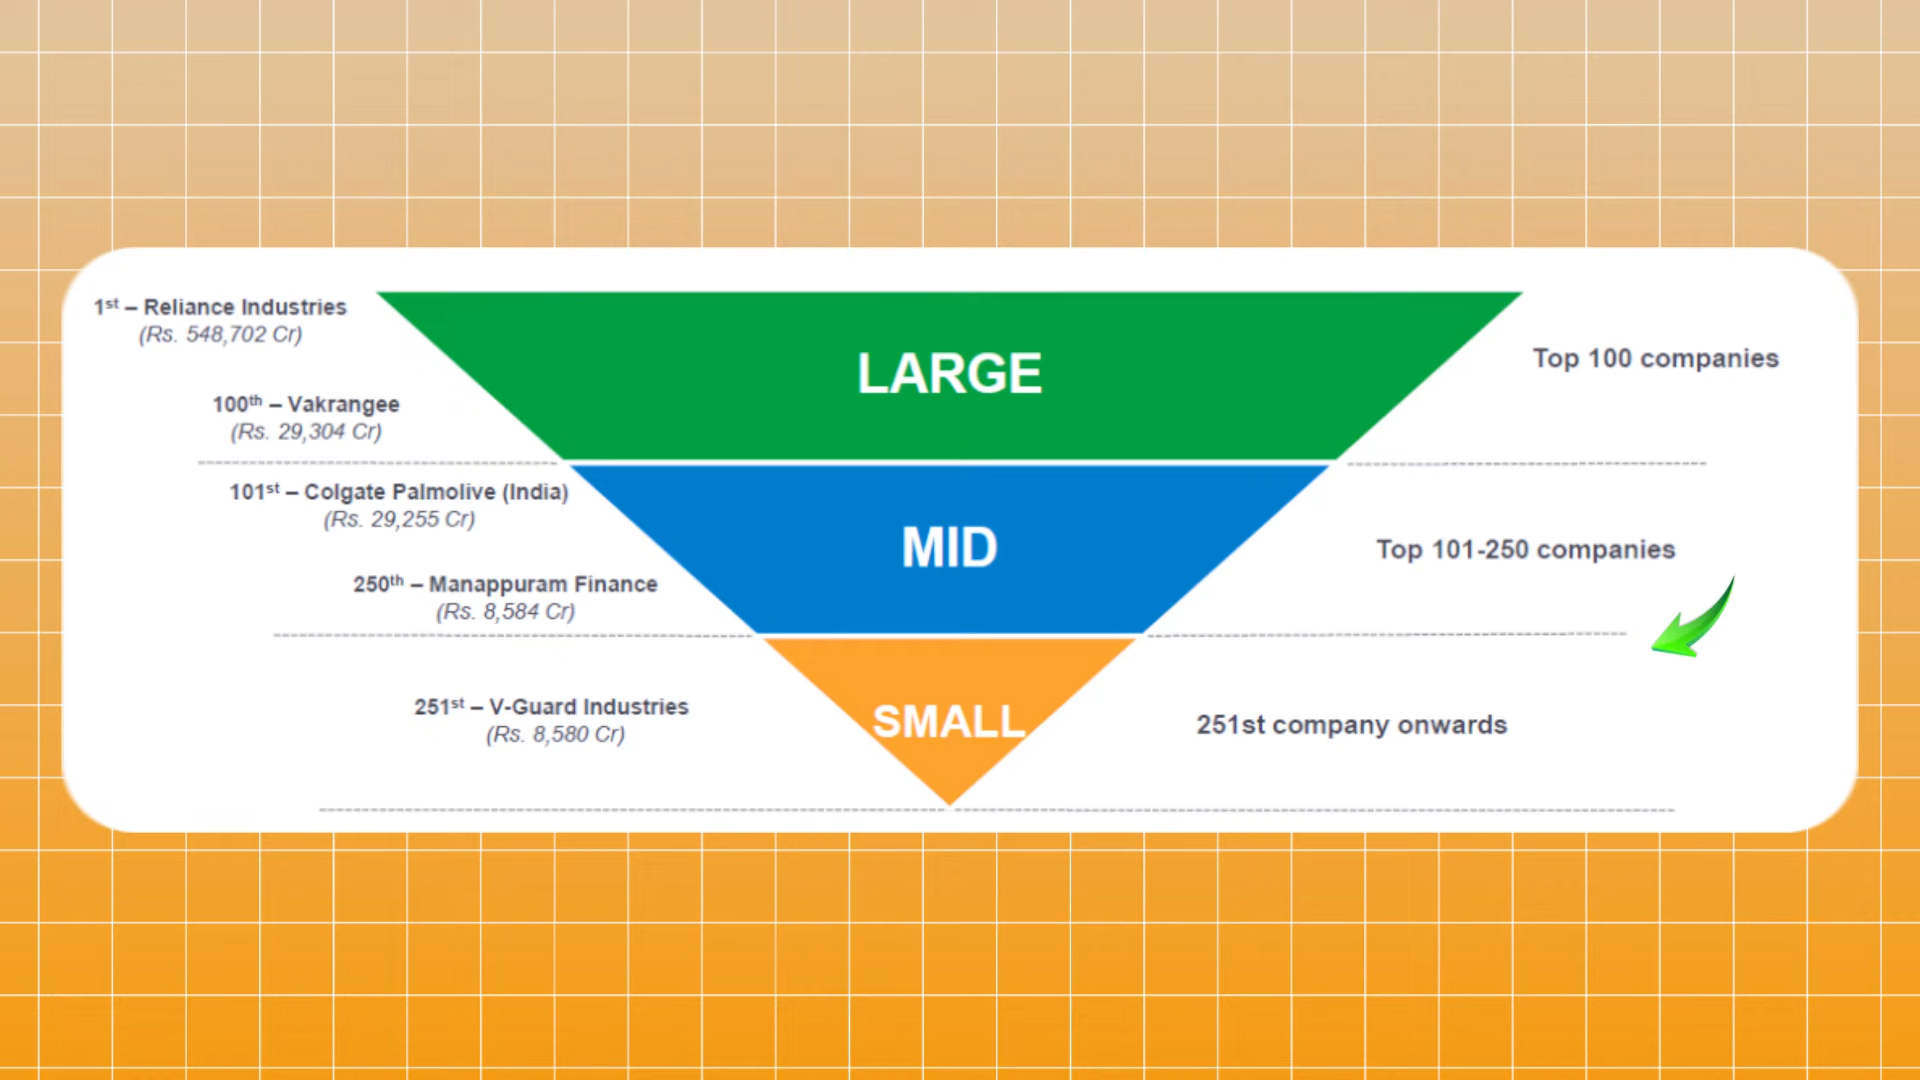 1st – Reliance Industries
(Rs. 548,702 Cr)
LARGE
Top 100 companies
100th – Vakrangee
(Rs. 29,304 Cr)
101st – Colgate Palmolive (India)
(Rs. 29,255 Cr)
MID
Top 101-250 companies
250th – Manappuram Finance
(Rs. 8,584 Cr)
251st – V-Guard Industries
(Rs. 8,580 Cr)
SMALL
251st company onwards